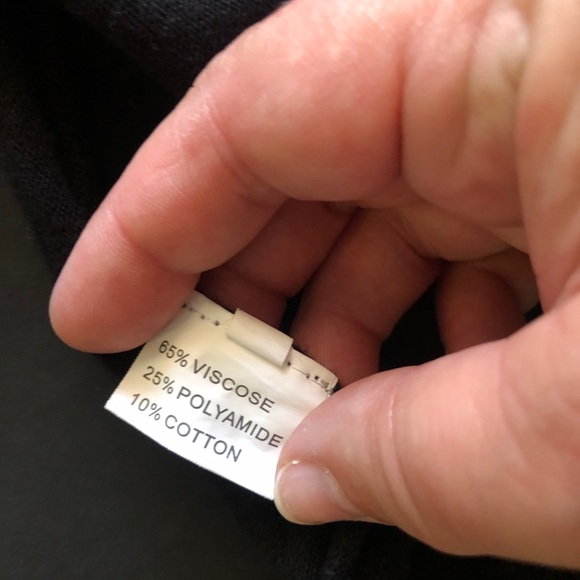 65% VISCOSE
25% POLYAMIDE
10% COTTON